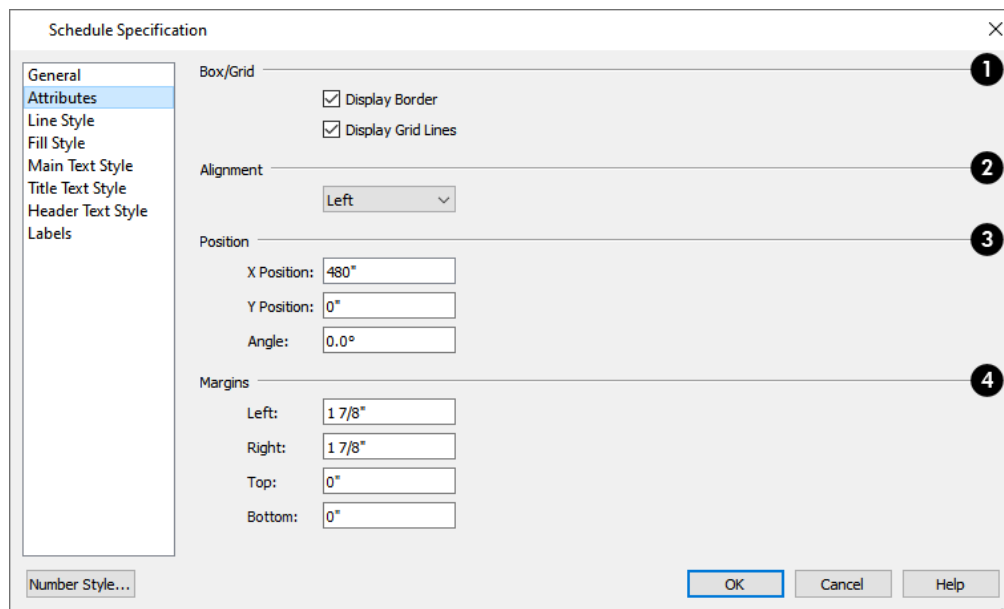 Schedule Specification
General
Attributes
Line Style
Fill Style
Main Text Style
Title Text Style
Header Text Style
Labels
Box/Grid
1
Display Border
Display Grid Lines
Alignment
2
Left
Position
3
X Position: 480"
Y Position: 0"
Angle: 0.0°
Margins
4
Left: 1 7/8"
Right: 1 7/8"
Top: 0"
Bottom: 0"
Number Style...
OK
Cancel
Help